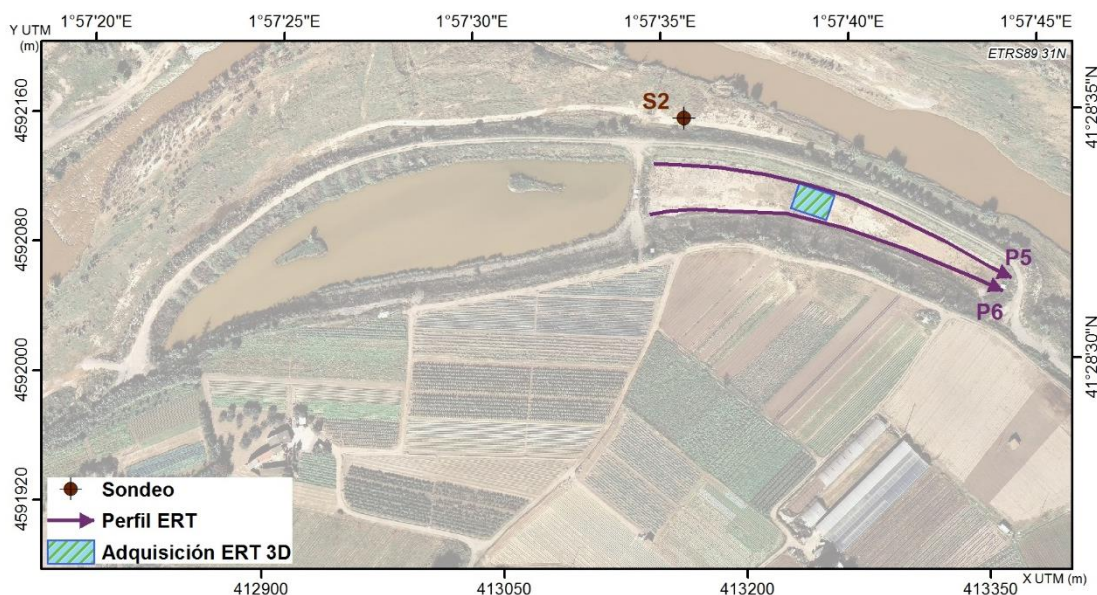 1°57'20"E 1°57'25"E 1°57'30"E 1°57'35"E 1°57'40"E 1°57'45"E
Y UTM
(m)
ETRS89 31N
4592160
S2
41°28'35"N
4592080
P5
P6
4592000
41°28'30"N
4591920
Sondeo
Perfil ERT
Adquisición ERT 3D
412900 413050 413200 413350
X UTM (m)